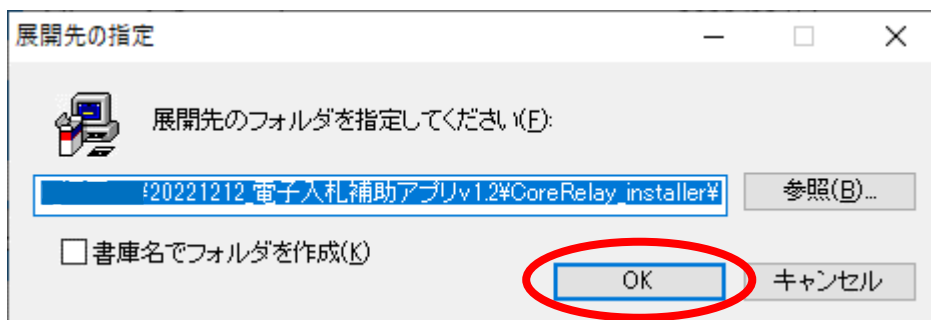 展開先の指定
展開先のフォルダを指定してください(F):
¥20221212_電子入札補助アプリv1.2¥CoreRelay_installer¥
参照(B)...
書庫名でフォルダを作成(K)
OK
キャンセル